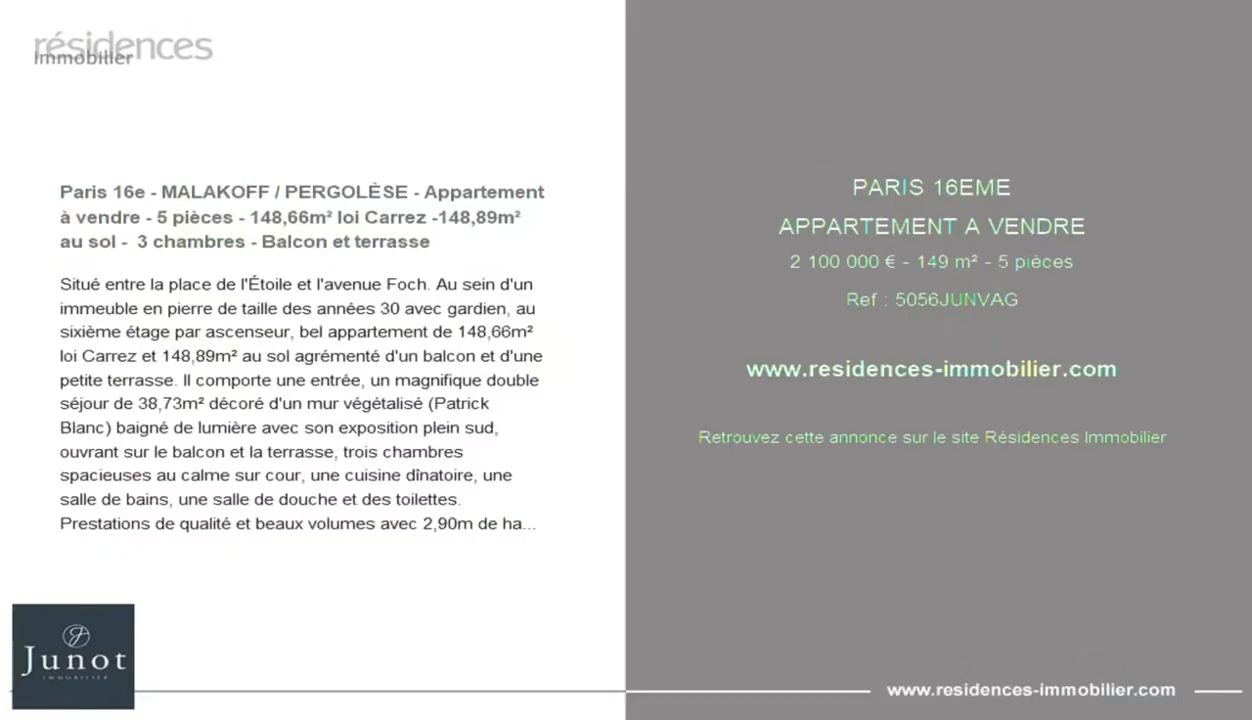 résidences
immobilier
Paris 16e - MALAKOFF / PERGOLÈSE - Appartement
à vendre - 5 pièces - 148,66m² loi Carrez -148,89m²
au sol -  3 chambres - Balcon et terrasse
Situé entre la place de l'Étoile et l'avenue Foch. Au sein d'un
immeuble en pierre de taille des années 30 avec gardien, au
sixième étage par ascenseur, bel appartement de 148,66m²
loi Carrez et 148,89m² au sol agrémenté d'un balcon et d'une
petite terrasse. Il comporte une entrée, un magnifique double
séjour de 38,73m² décoré d'un mur végétalisé (Patrick
Blanc) baigné de lumière avec son exposition plein sud,
ouvrant sur le balcon et la terrasse, trois chambres
spacieuses au calme sur cour, une cuisine dînatoire, une
salle de bains, une salle de douche et des toilettes.
Prestations de qualité et beaux volumes avec 2,90m de ha...
Junot
IMMOBILIER
PARIS 16EME
APPARTEMENT A VENDRE
2 100 000 € - 149 m² - 5 pièces
Ref : 5056JUNVAG
www.residences-immobilier.com
Retrouvez cette annonce sur le site Résidences Immobilier
www.residences-immobilier.com